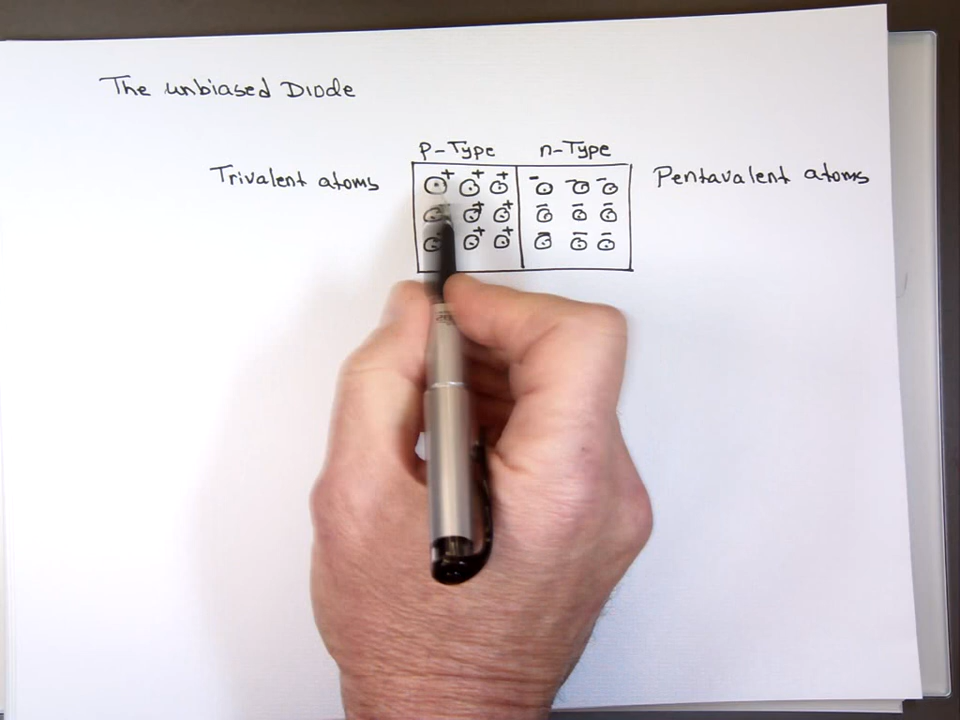 The unbiased Diode
P-Type n-Type
Trivalent atoms Pentavalent atoms
+ + + - - -
+ + - - -
+ + - - -